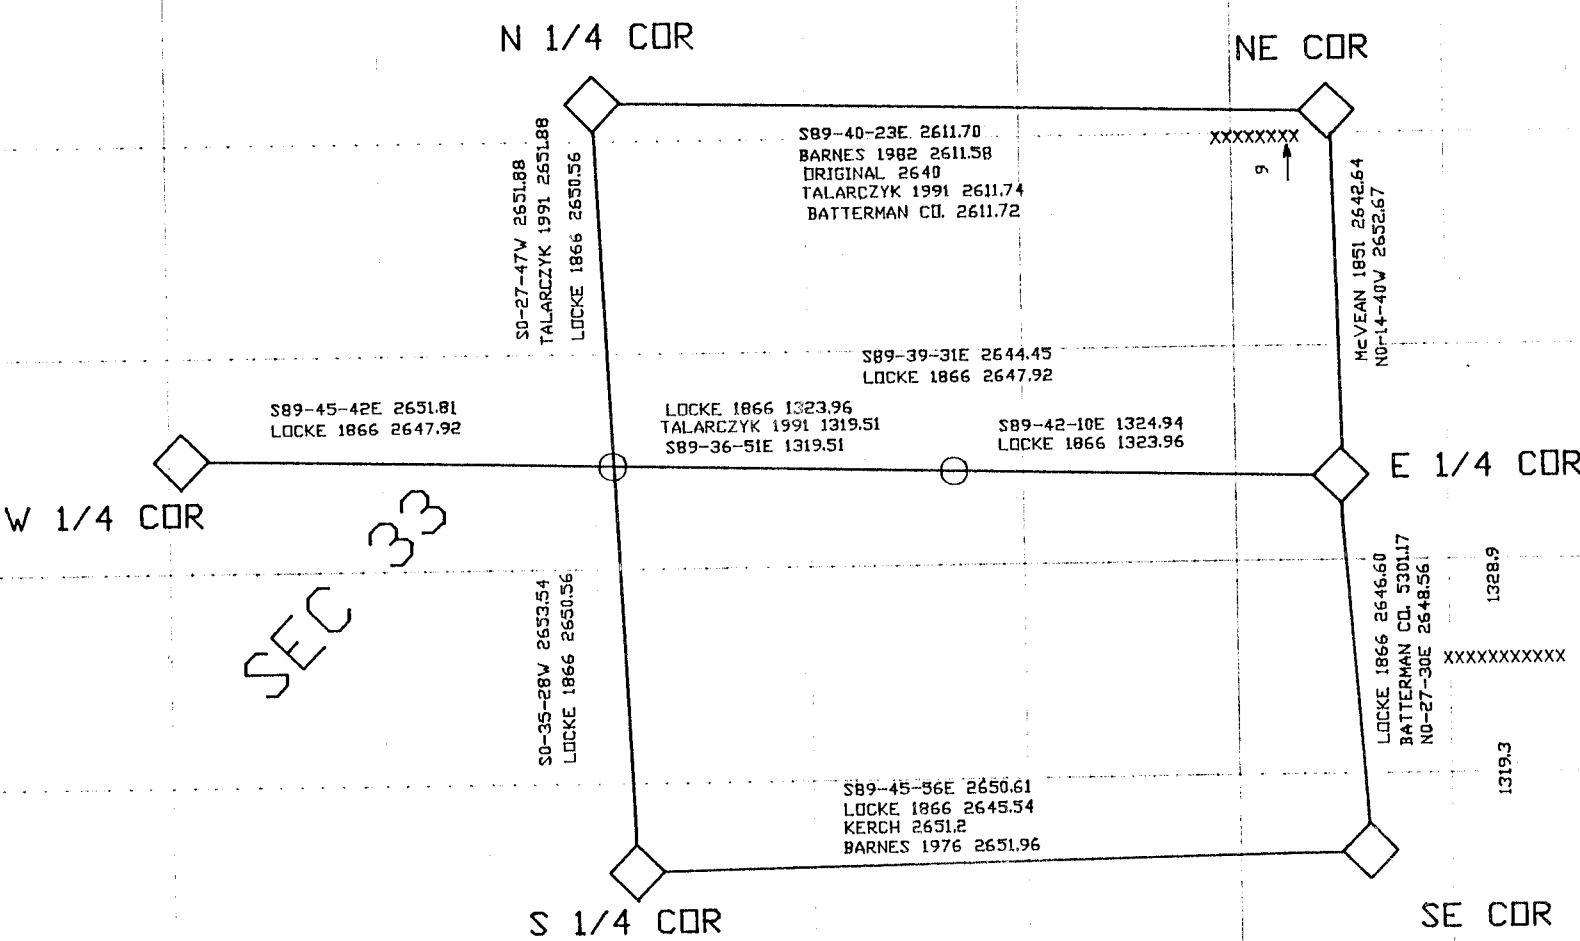 N 1/4 COR
NE COR
S89-40-23E 2611.70
BARNES 1982 2611.58
ORIGINAL 2640
TALARCZYK 1991 2611.74
BATTERMAN CO. 2611.72
XXXXXXXX
9
S0-27-47W 2651.88
TALARCZYK 1991 2651.88
LOCKE 1866 2650.56
McVEAN 1851 2642.64
N0-14-40W 2652.67
S89-39-31E 2644.45
LOCKE 1866 2647.92
S89-45-42E 2651.81
LOCKE 1866 2647.92
LOCKE 1866 1323.96
TALARCZYK 1991 1319.51
S89-36-51E 1319.51
S89-42-10E 1324.94
LOCKE 1866 1323.96
W 1/4 COR
E 1/4 COR
SEC 33
S0-35-28W 2653.54
LOCKE 1866 2650.56
LOCKE 1866 2646.60
BATTERMAN CO. 5301.17
N0-27-30E 2648.56
1328.9
XXXXXXXXXXX
1319.3
S89-45-56E 2650.61
LOCKE 1866 2645.54
KERCH 2651.2
BARNES 1976 2651.96
S 1/4 COR
SE COR